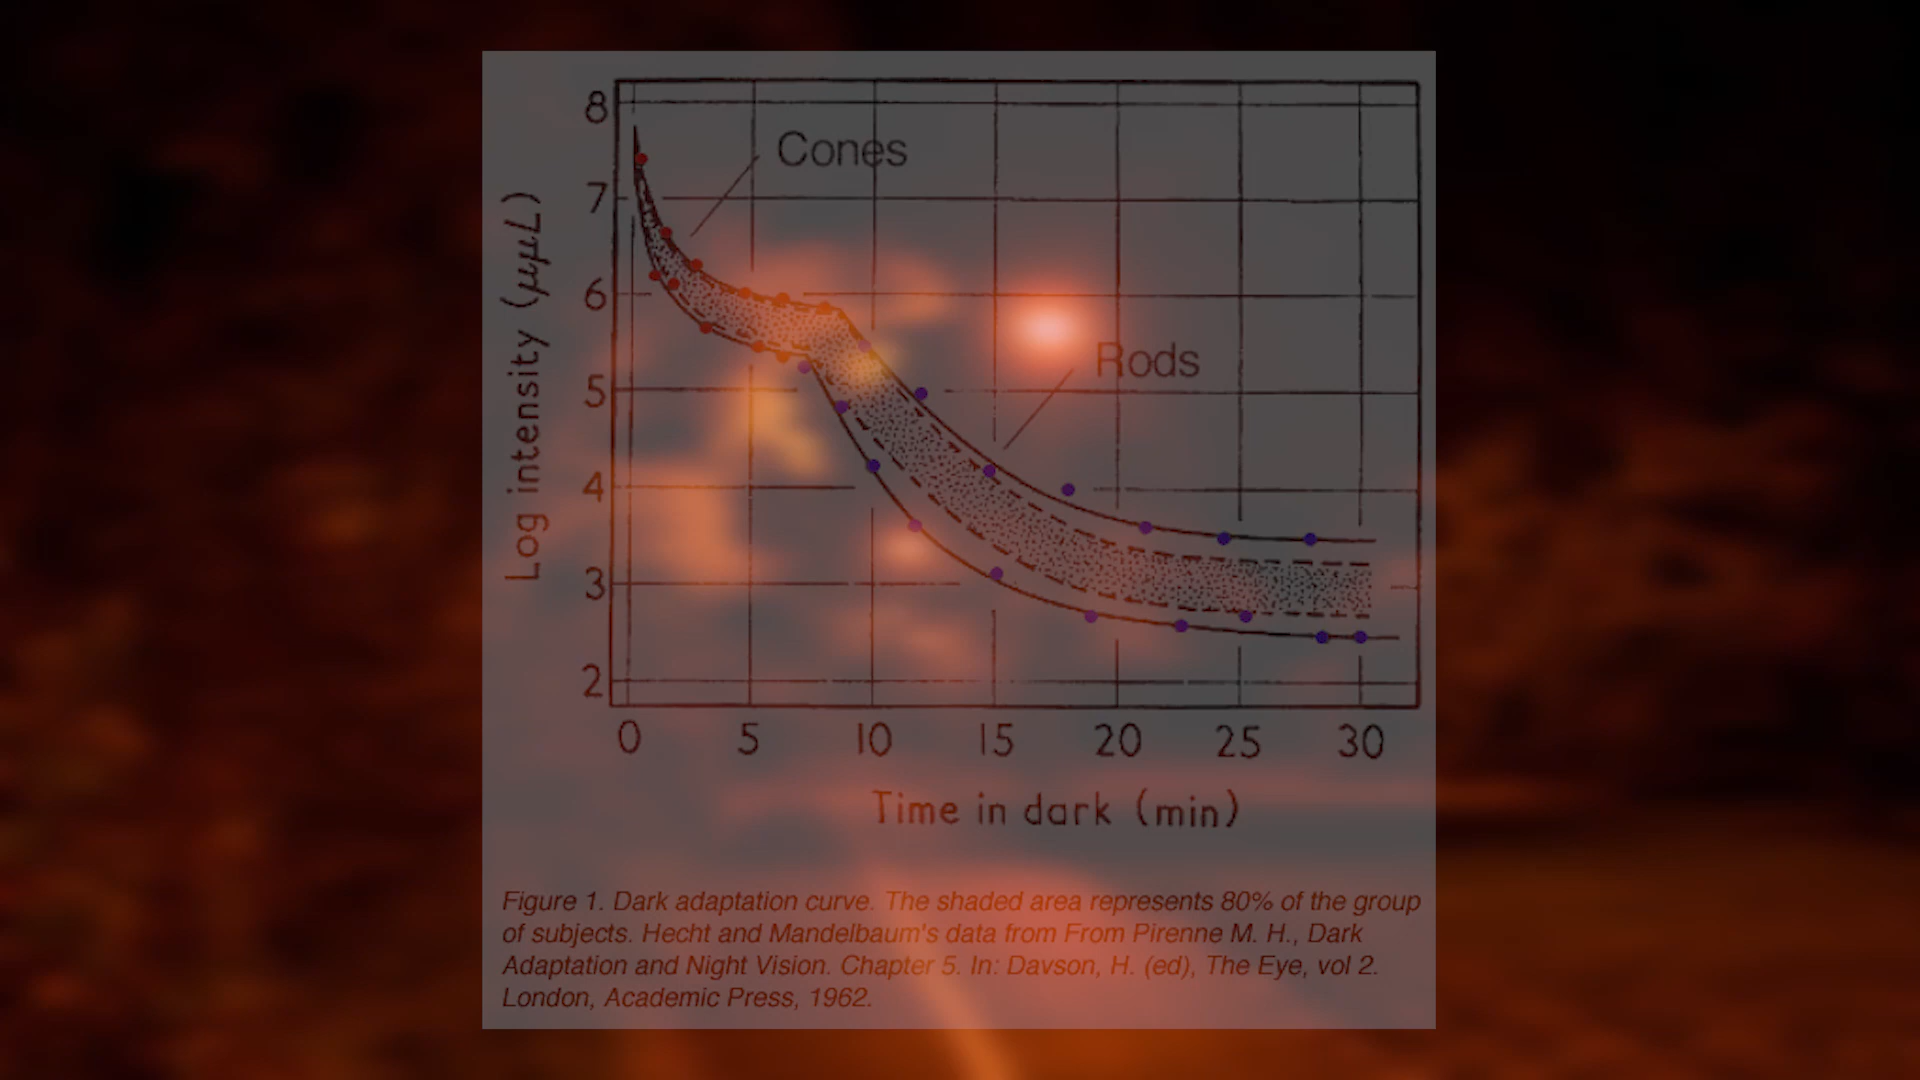 8
Cones
7
6
Rods
5
4
3
2
Log intensity (µµL)
0 5 10 15 20 25 30
Time in dark (min)
Figure 1. Dark adaptation curve. The shaded area represents 80% of the group
of subjects. Hecht and Mandelbaum's data from From Pirenne M. H., Dark
Adaptation and Night Vision. Chapter 5. In: Davson, H. (ed), The Eye, vol 2.
London, Academic Press, 1962.